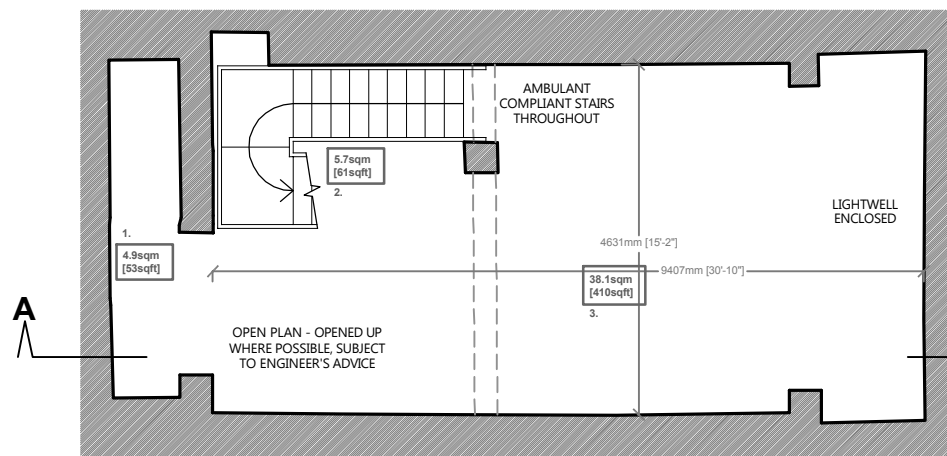 AMBULANT
COMPLIANT STAIRS
THROUGHOUT
5.7sqm
[61sqft]
2.
LIGHTWELL
ENCLOSED
1.
4.9sqm
[53sqft]
4631mm [15'-2"]
9407mm [30'-10"]
38.1sqm
[410sqft]
3.
A
OPEN PLAN - OPENED UP
WHERE POSSIBLE, SUBJECT
TO ENGINEER'S ADVICE